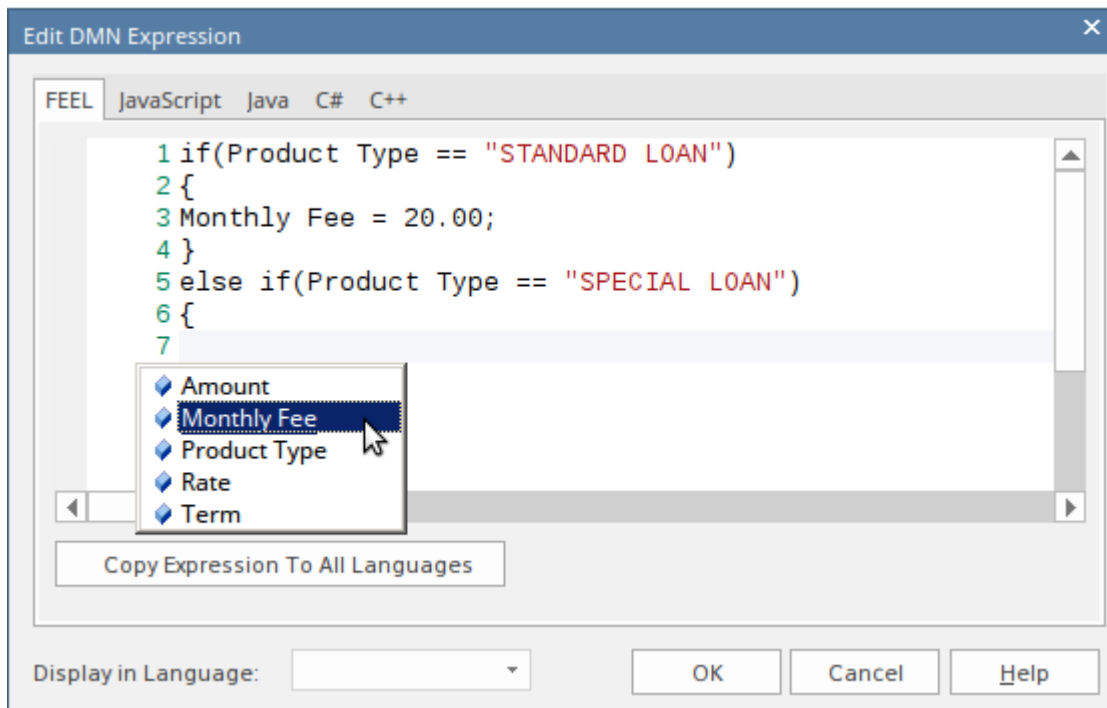 Edit DMN Expression
FEEL JavaScript Java C# C++
1 if(Product Type == "STANDARD LOAN")
2 {
3 Monthly Fee = 20.00;
4 }
5 else if(Product Type == "SPECIAL LOAN")
6 {
7
Amount
Monthly Fee
Product Type
Rate
Term
Copy Expression To All Languages
Display in Language: OK Cancel Help